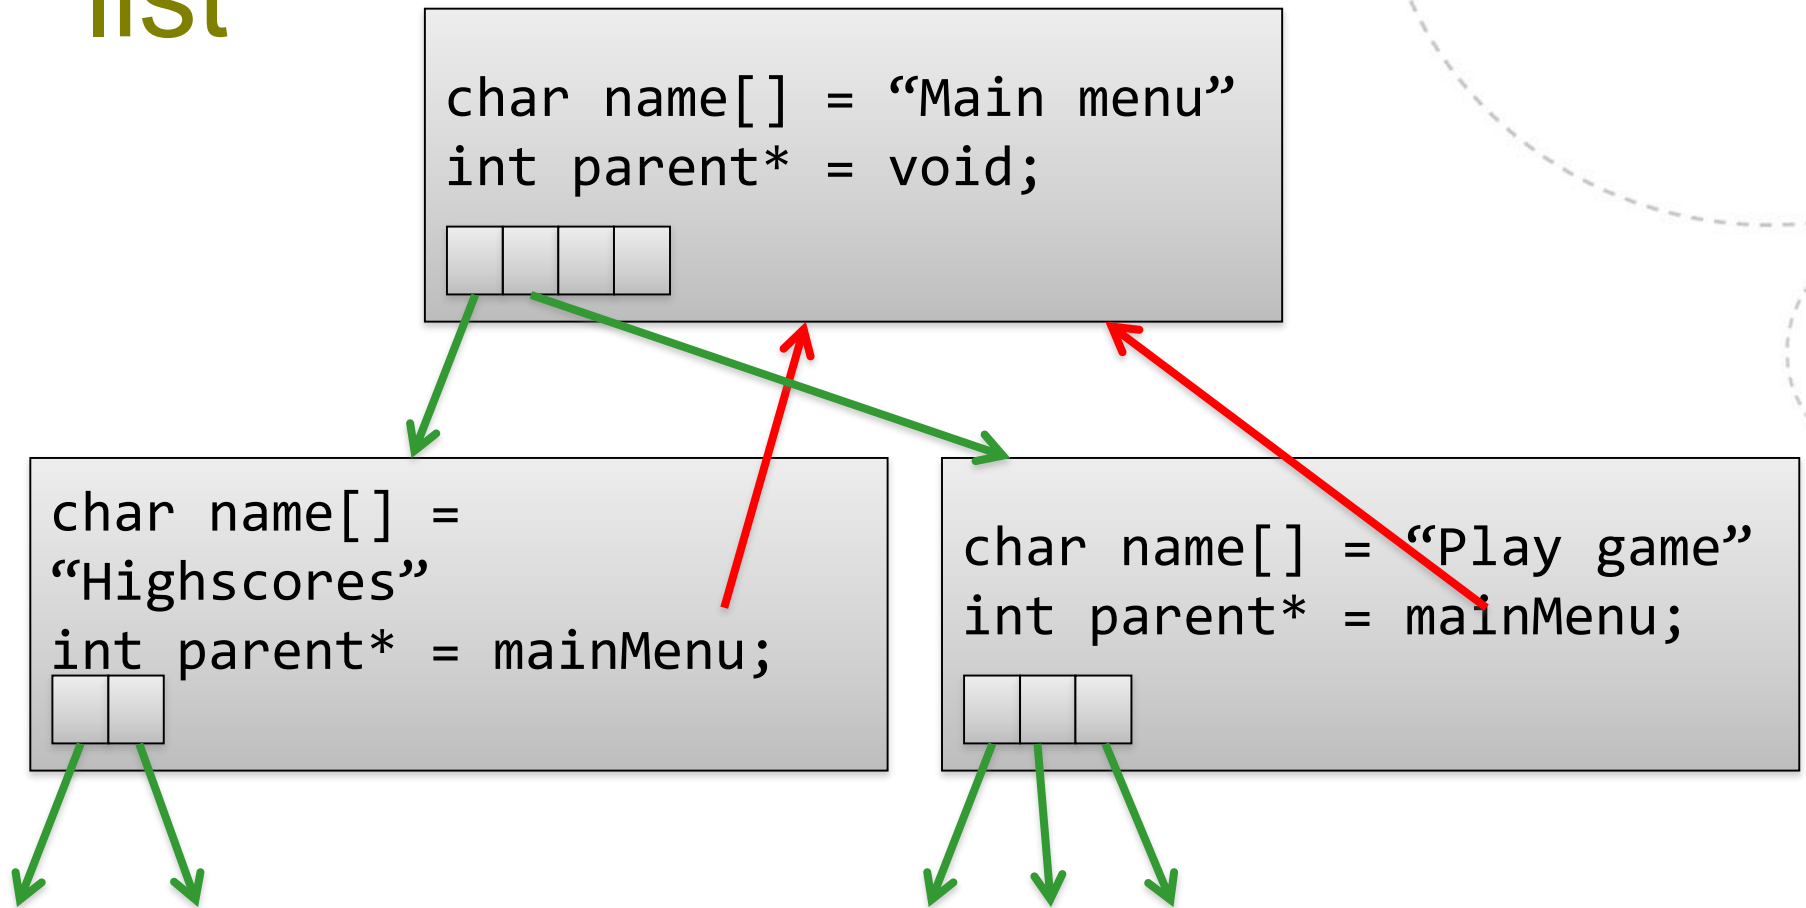 list
char name[] = “Main menu”
int parent* = void;
char name[] =
“Highscores”
int parent* = mainMenu;
char name[] = “Play game”
int parent* = mainMenu;